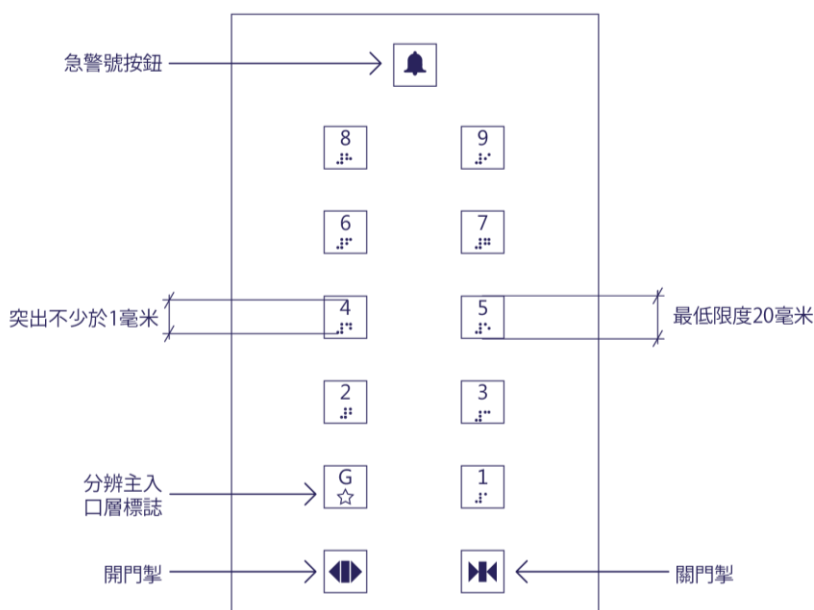 急警號按鈕
8 9
⠼⠓ ⠼⠊
6 7
⠼⠋ ⠼⠛
突出不少於1毫米 4 5 最低限度20毫米
⠼⠙ ⠼⠑
2 3
⠼⠃ ⠼⠉
分辨主入
口層標誌
G 1
☆ ⠼⠁
開門掣 關門掣